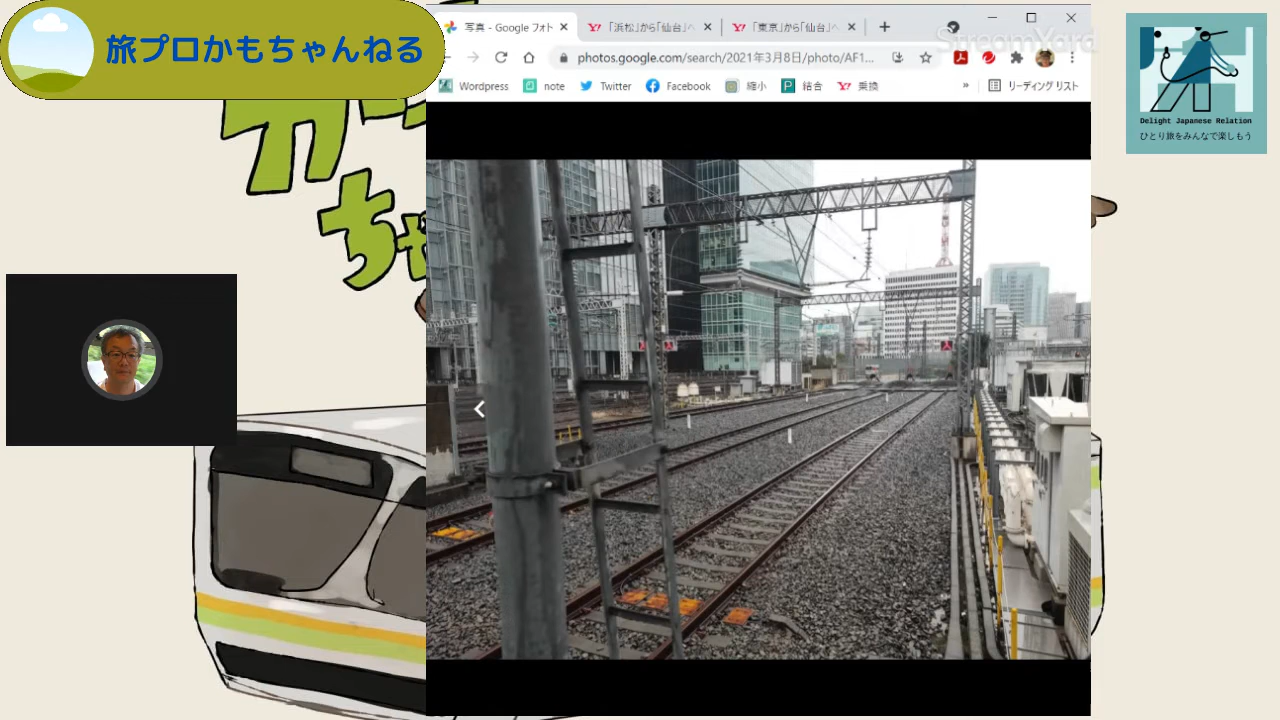 旅プロかもちゃんねる
写真 - Google フォト
「浜松」から「仙台」へ
「東京」から「仙台」へ
StreamYard
photos.google.com/search/2021年3月8日/photo/AF1...
Wordpress
note
Twitter
Facebook
縮小
結合
乗換
»
リーディング リスト
Delight Japanese Relation
ひとり旅をみんなで楽しもう
ちゃ